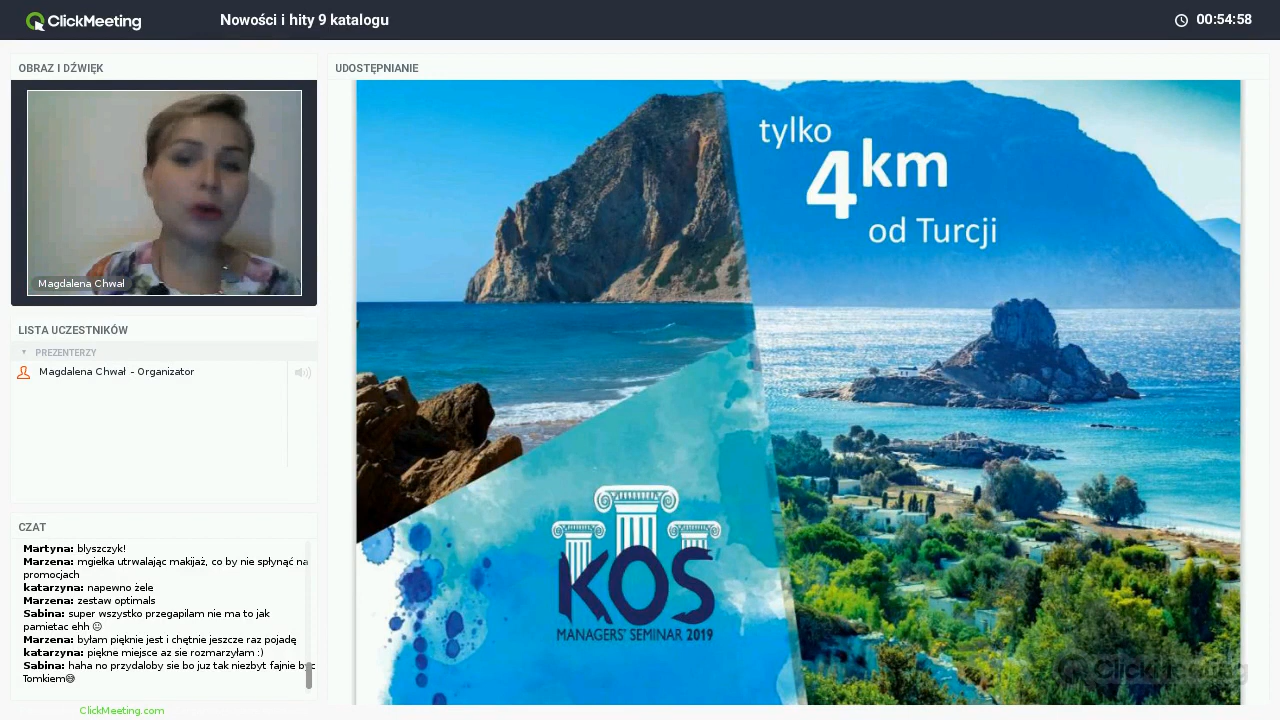 ClickMeeting
Nowości i hity 9 katalogu
00:54:58
OBRAZ I DŹWIĘK
Magdalena Chwal
LISTA UCZESTNIKÓW
PREZENTERZY
Magdalena Chwał - Organizator
CZAT
Martyna: blyszczyk!
Marzena: mgiełka utrwalając makijaż, co by nie spłynąć na
promocjach
katarzyna: napewno żele
Marzena: zestaw optimals
Sabina: super wszystko przegapilam nie ma to jak
pamietac ehh 😐
Marzena: byłam pięknie jest i chętnie jeszcze raz pojadę
katarzyna: piękne miejsce az sie rozmarzyłam :)
Sabina: haha no przydaloby sie bo juz tak niezbyt fajnie byc
Tomkiem😅
ClickMeeting.com
UDOSTĘPNIANIE
tylko
4km
od Turcji
KOS
MANAGERS' SEMINAR 2019
ClickMeeting